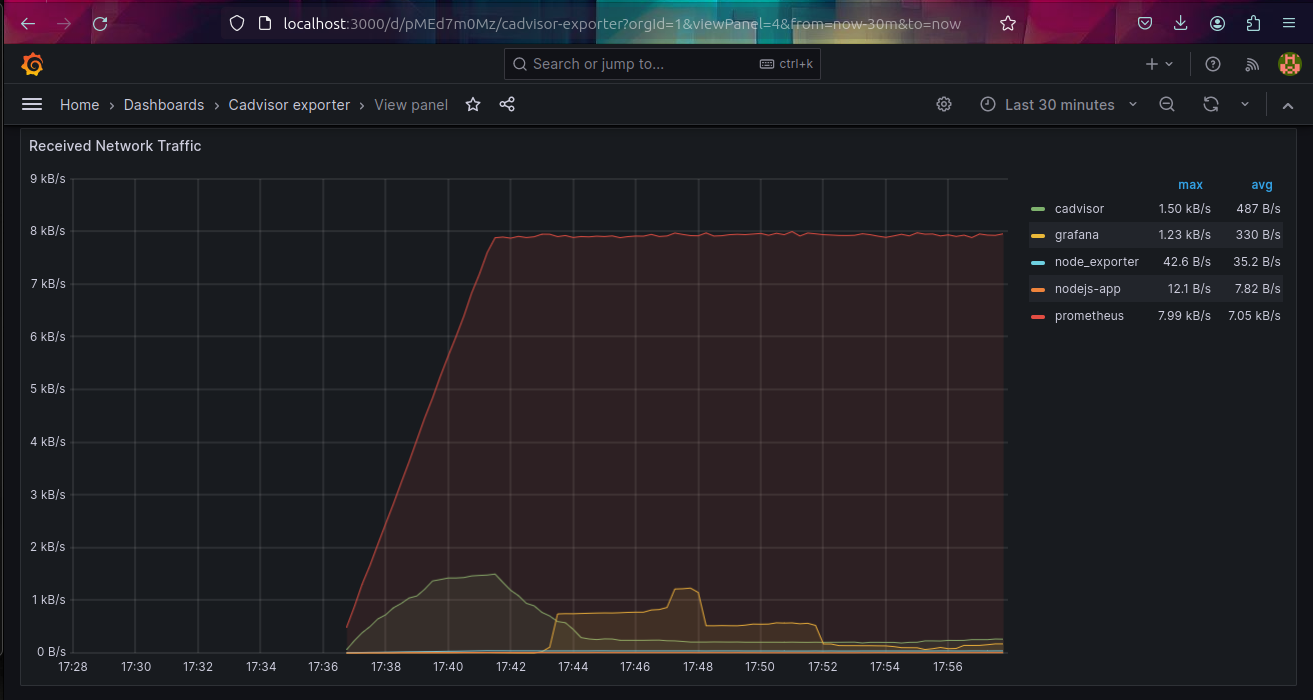 localhost:3000/d/pMEd7m0Mz/cadvisor-exporter?orgId=1&viewPanel=4&from=now-30m&to=now
Search or jump to... ctrl+k
Home › Dashboards › Cadvisor exporter › View panel Last 30 minutes
Received Network Traffic
9 kB/s
8 kB/s
7 kB/s
6 kB/s
5 kB/s
4 kB/s
3 kB/s
2 kB/s
1 kB/s
0 B/s
17:28 17:30 17:32 17:34 17:36 17:38 17:40 17:42 17:44 17:46 17:48 17:50 17:52 17:54 17:56
max avg
cadvisor 1.50 kB/s 487 B/s
grafana 1.23 kB/s 330 B/s
node_exporter 42.6 B/s 35.2 B/s
nodejs-app 12.1 B/s 7.82 B/s
prometheus 7.99 kB/s 7.05 kB/s